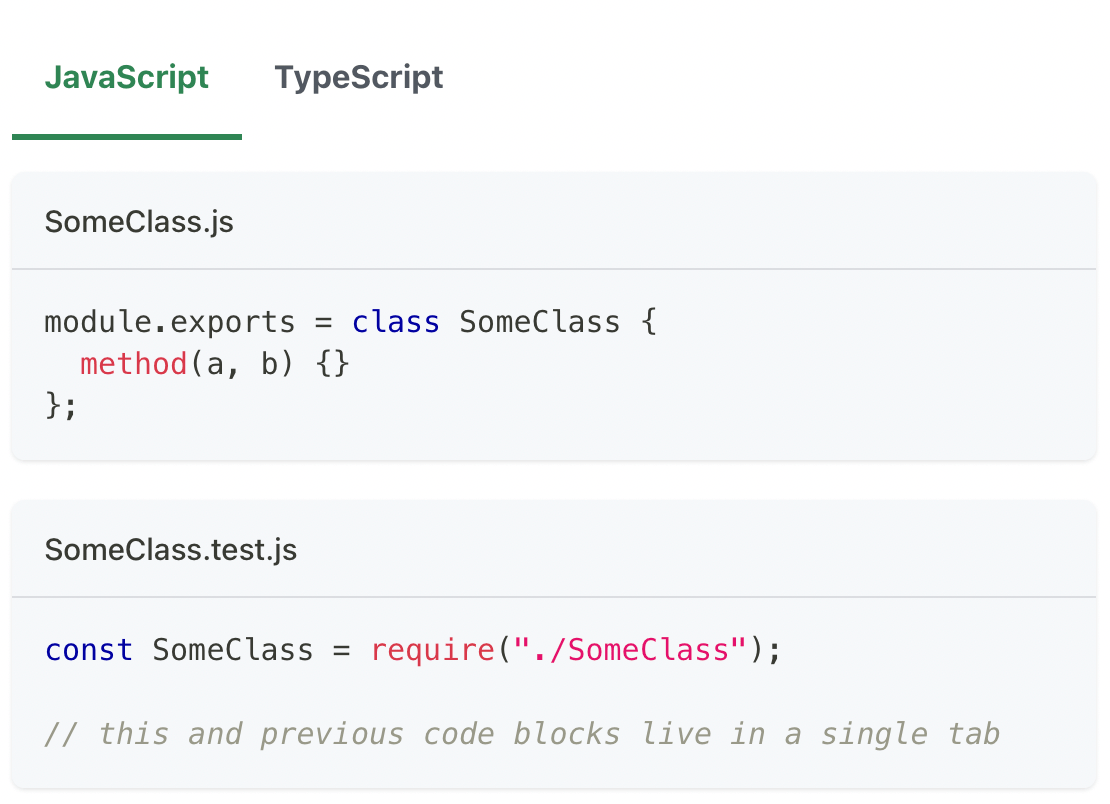 JavaScript TypeScript
SomeClass.js
module.exports = class SomeClass {
  method(a, b) {}
};
SomeClass.test.js
const SomeClass = require("./SomeClass");
// this and previous code blocks live in a single tab